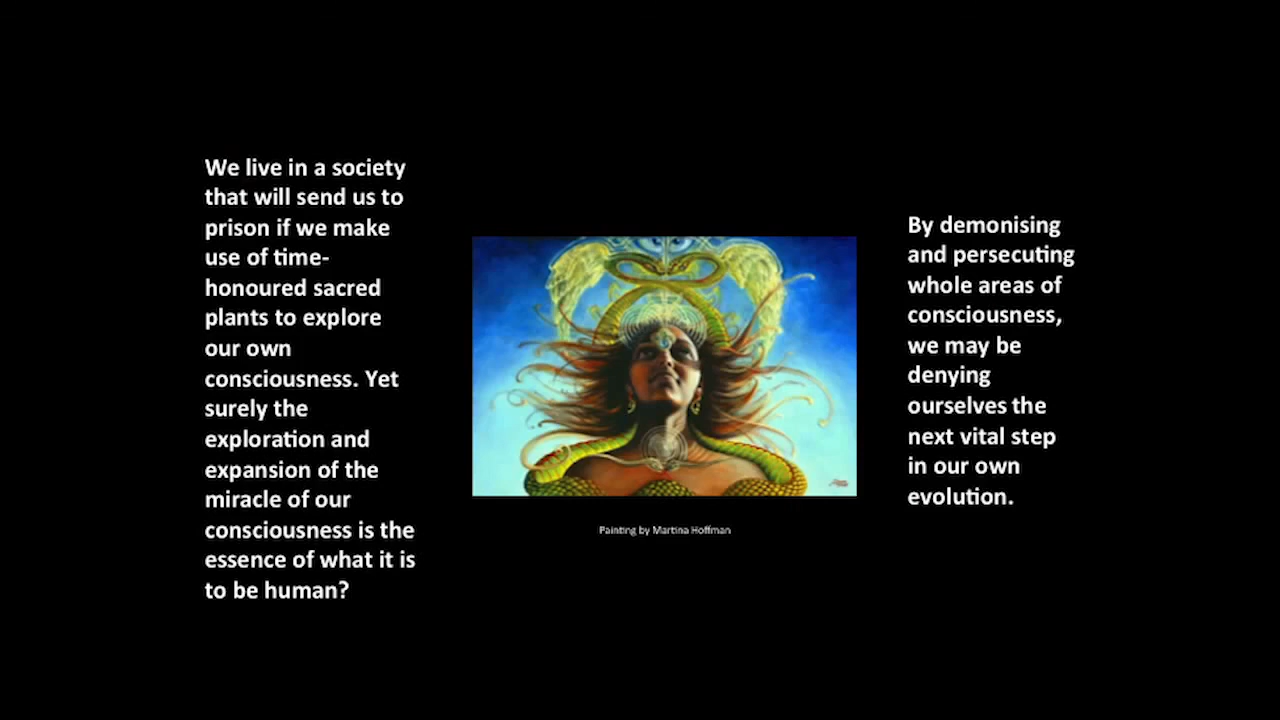 We live in a society
that will send us to
prison if we make
use of time-
honoured sacred
plants to explore
our own
consciousness. Yet
surely the
exploration and
expansion of the
miracle of our
consciousness is the
essence of what it is
to be human?
Painting by Martina Hoffman
By demonising
and persecuting
whole areas of
consciousness,
we may be
denying
ourselves the
next vital step
in our own
evolution.